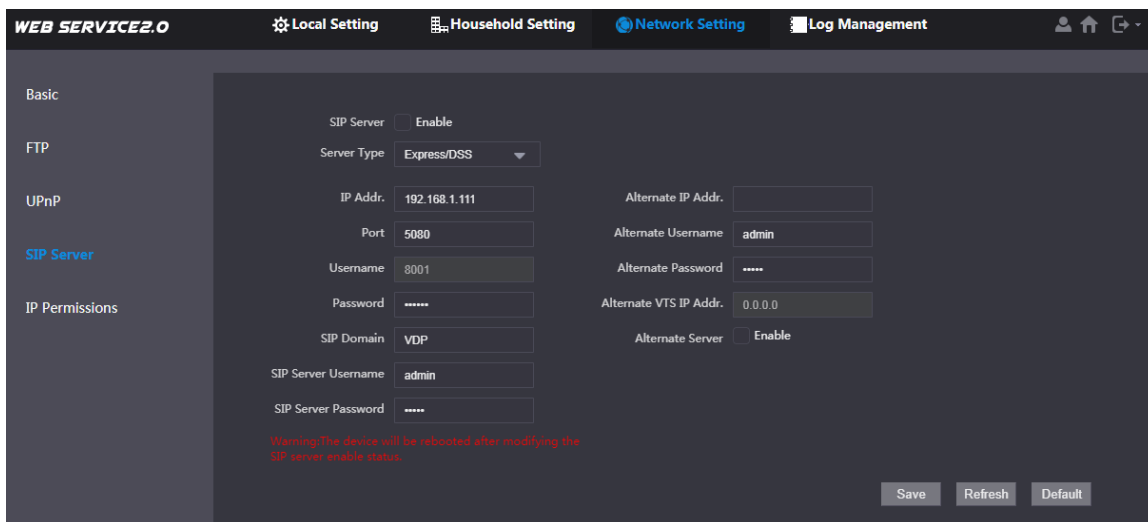 WEB SERVICE2.0 Local Setting Household Setting Network Setting Log Management
Basic
FTP
UPnP
SIP Server
IP Permissions
SIP Server Enable
Server Type Express/DSS
IP Addr. 192.168.1.111
Port 5080
Username 8001
Password ••••••
SIP Domain VDP
SIP Server Username admin
SIP Server Password •••••
Alternate IP Addr.
Alternate Username admin
Alternate Password •••••
Alternate VTS IP Addr. 0.0.0.0
Alternate Server Enable
Warning:The device will be rebooted after modifying the
SIP server enable status.
Save Refresh Default